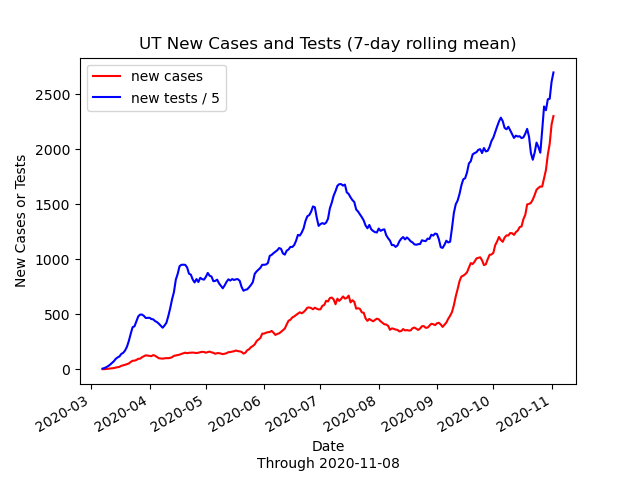 UT New Cases and Tests (7-day rolling mean)
new cases
new tests / 5
New Cases or Tests
2500
2000
1500
1000
500
0
2020-03
2020-04
2020-05
2020-06
2020-07
2020-08
2020-09
2020-10
2020-11
Date
Through 2020-11-08